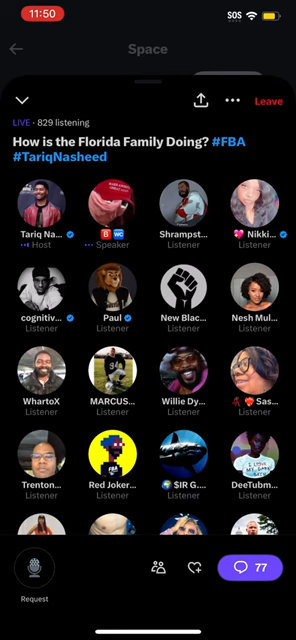 11:50
SOS
Space
Leave
LIVE · 829 listening
How is the Florida Family Doing? #FBA
#TariqNasheed
Tariq Na...
Host
🅱️ 🚾
Speaker
Shrampst...
Listener
💖 Nikki...
Listener
cognitiv...
Listener
Paul
Listener
New Blac...
Listener
Nesh Mul...
Listener
WhartoX
Listener
MARCUS...
Listener
Willie Dy...
Listener
💃🏾❤️‍🔥Sas...
Listener
Trenton...
Listener
Red Joker...
Listener
🌍 $IR G....
Listener
DeeTubm...
Listener
Request
77